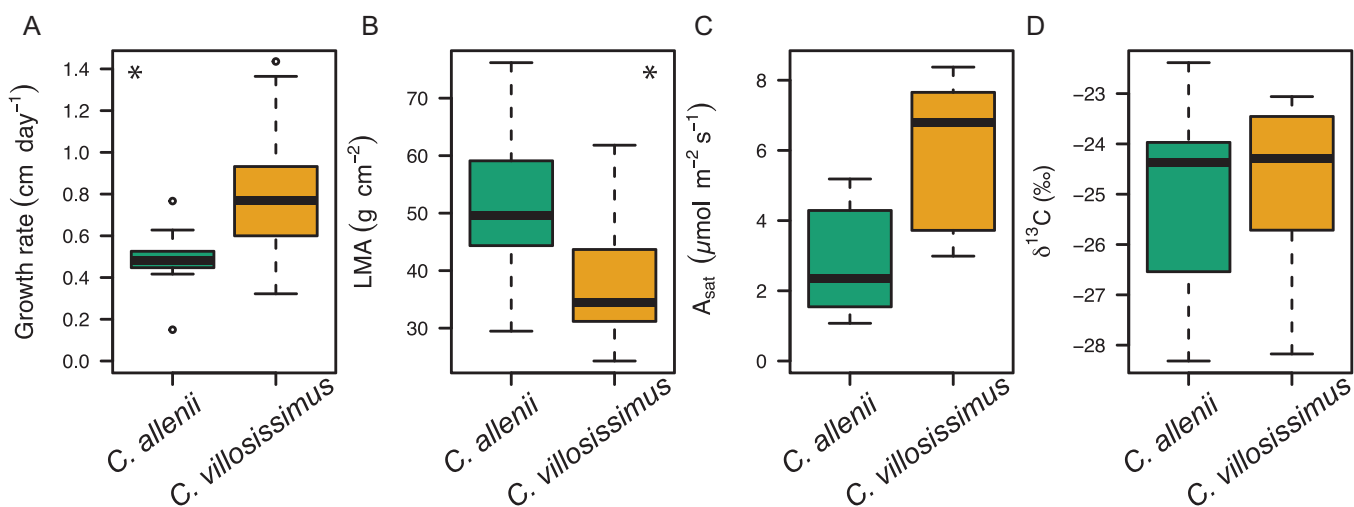 A
Growth rate (cm day⁻¹)
1.4
1.2
1.0
0.8
0.6
0.4
0.2
0.0
*
C. allenii
C. villosissimus
B
LMA (g cm⁻²)
70
60
50
40
30
*
C. allenii
C. villosissimus
C
Aₛₐₜ (μmol m⁻² s⁻¹)
8
6
4
2
0
C. allenii
C. villosissimus
D
δ¹³C (‰)
−23
−24
−25
−26
−27
−28
C. allenii
C. villosissimus